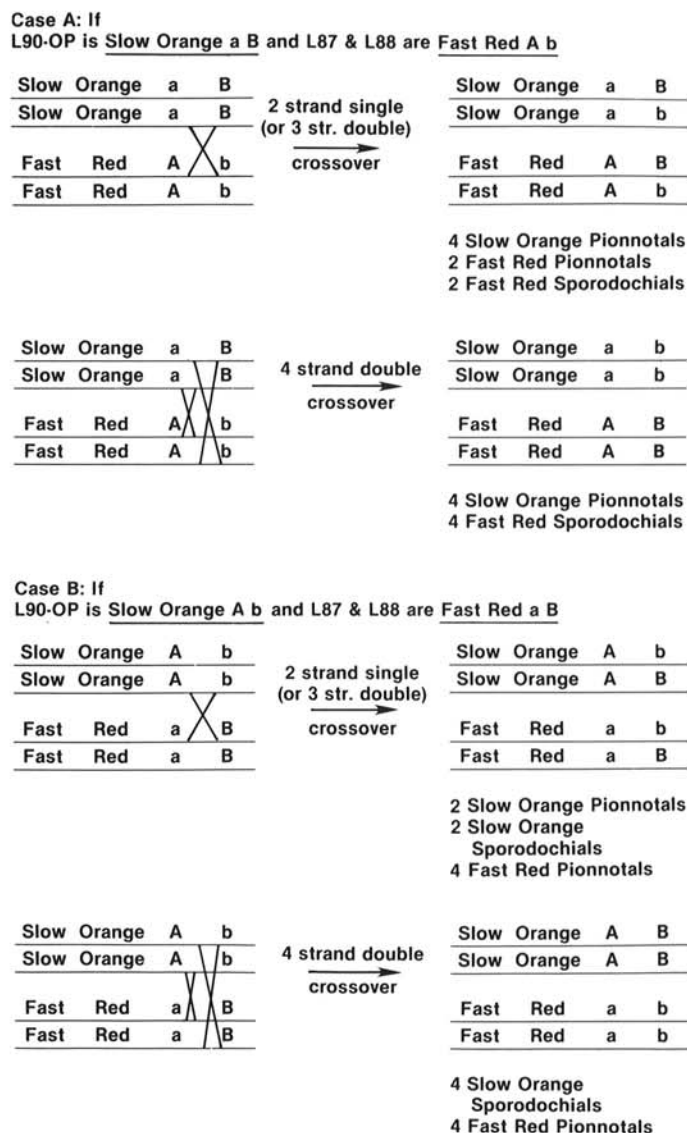 Case A: If
L90-OP is Slow Orange a B and L87 & L88 are Fast Red A b
Slow Orange a B
Slow Orange a B
Fast Red A b
Fast Red A b
2 strand single
(or 3 str. double)
crossover
Slow Orange a B
Slow Orange a b
Fast Red A B
Fast Red A b
4 Slow Orange Pionnotals
2 Fast Red Pionnotals
2 Fast Red Sporodochials
Slow Orange a B
Slow Orange a B
Fast Red A b
Fast Red A b
4 strand double
crossover
Slow Orange a b
Slow Orange a b
Fast Red A B
Fast Red A B
4 Slow Orange Pionnotals
4 Fast Red Sporodochials
Case B: If
L90-OP is Slow Orange A b and L87 & L88 are Fast Red a B
Slow Orange A b
Slow Orange A b
Fast Red a B
Fast Red a B
2 strand single
(or 3 str. double)
crossover
Slow Orange A b
Slow Orange A B
Fast Red a b
Fast Red a B
2 Slow Orange Pionnotals
2 Slow Orange
Sporodochials
4 Fast Red Pionnotals
Slow Orange A b
Slow Orange A b
Fast Red a B
Fast Red a B
4 strand double
crossover
Slow Orange A B
Slow Orange A B
Fast Red a b
Fast Red a b
4 Slow Orange
Sporodochials
4 Fast Red Pionnotals